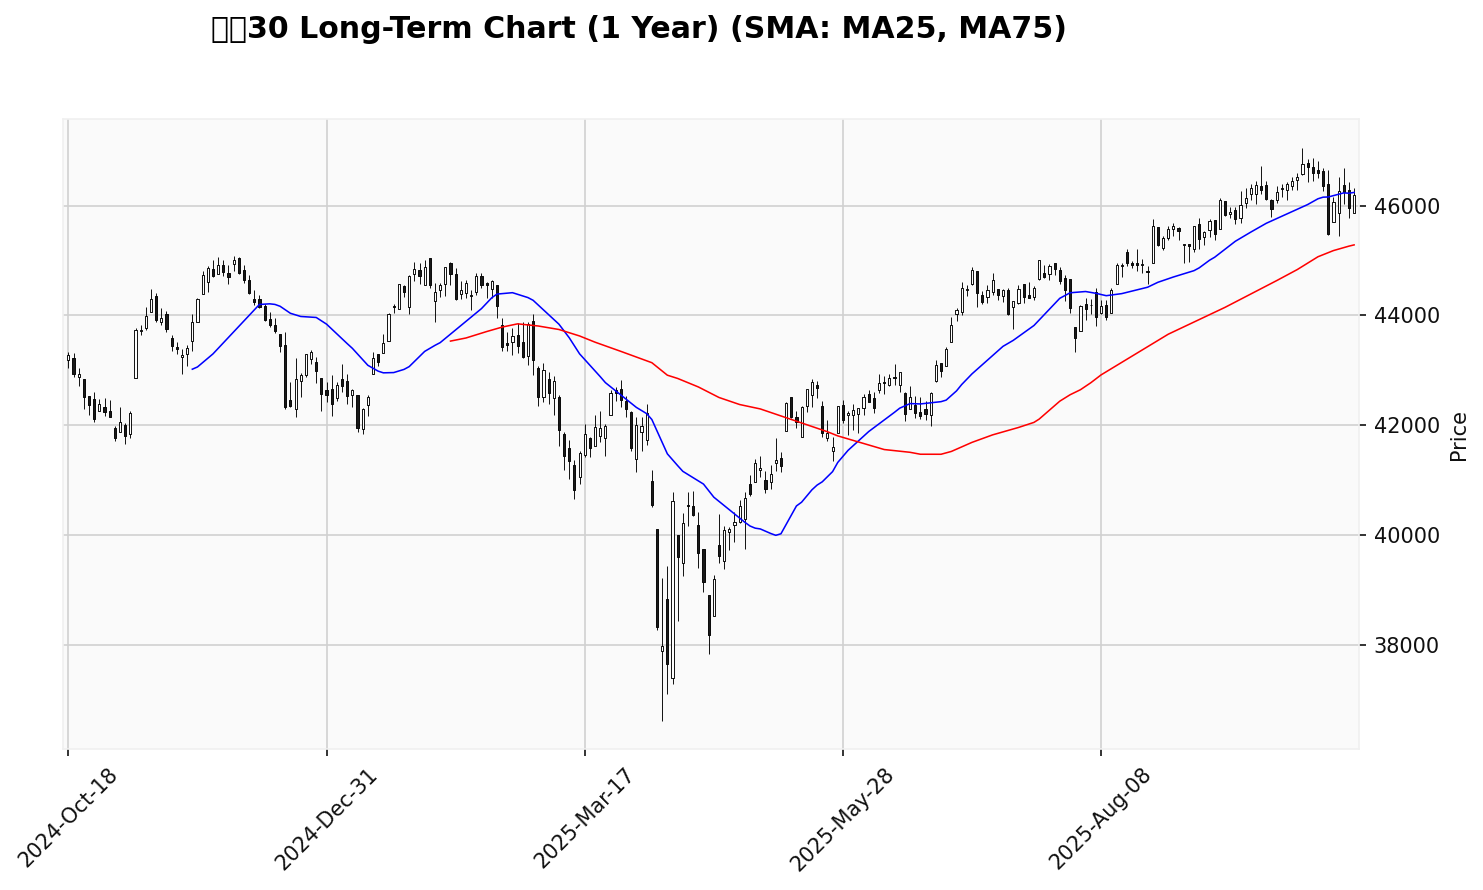 30 Long-Term Chart (1 Year) (SMA: MA25, MA75)
46000
44000
42000
40000
38000
Price
2024-Oct-18
2024-Dec-31
2025-Mar-17
2025-May-28
2025-Aug-08